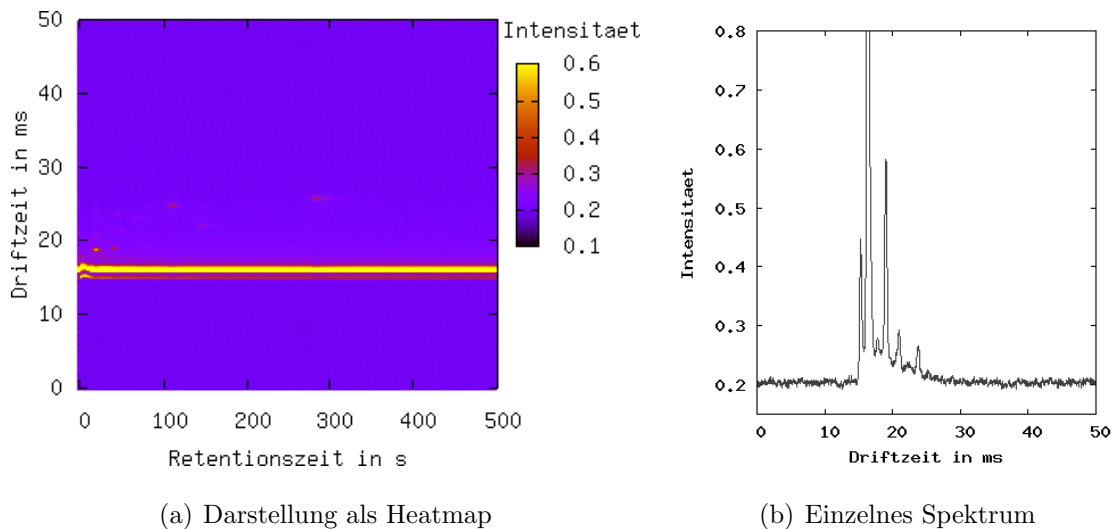 Intensitaet
0.6
0.5
0.4
0.3
0.2
0.1
Driftzeit in ms
50
40
30
20
10
0
0 100 200 300 400 500
Retentionszeit in s
(a) Darstellung als Heatmap
Intensitaet
0.8
0.7
0.6
0.5
0.4
0.3
0.2
0 10 20 30 40 50
Driftzeit in ms
(b) Einzelnes Spektrum